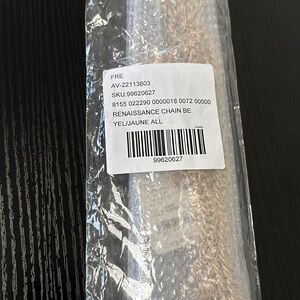 FRE
AV-22113603
SKU:99620627
8155 022290 0000018 0072 00000
RENAISSANCE CHAIN BE
YEL/JAUNE ALL
99620627